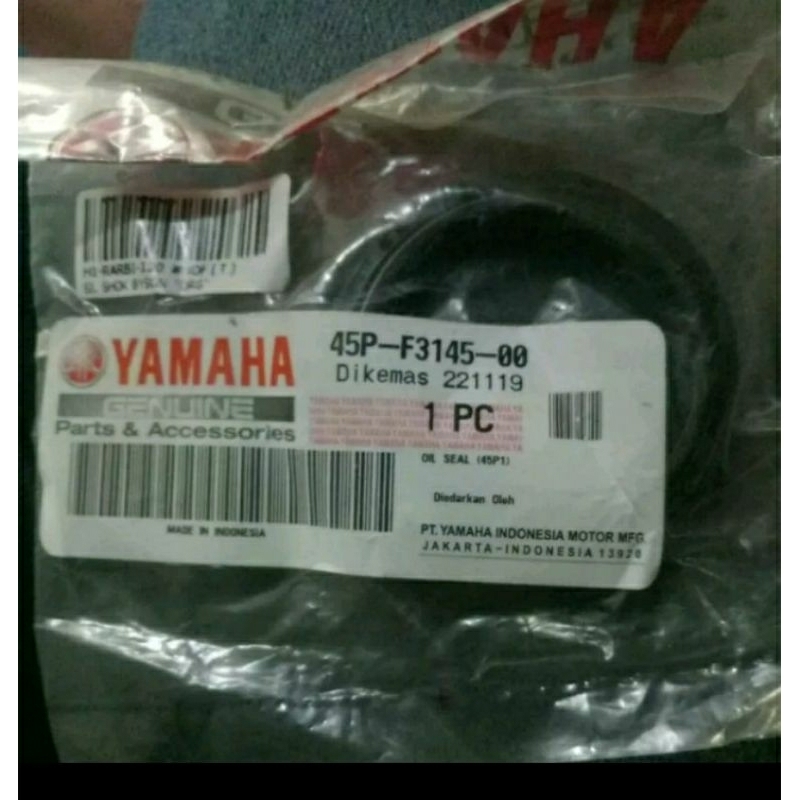 AHA
YAMAHA
GENUINE
Parts & Accessories
MADE IN INDONESIA
45P-F3145-00
Dikemas 221119
1 PC
OIL SEAL (45P1)
Diedarkan Oleh
PT. YAMAHA INDONESIA MOTOR MFG.
JAKARTA-INDONESIA 13920